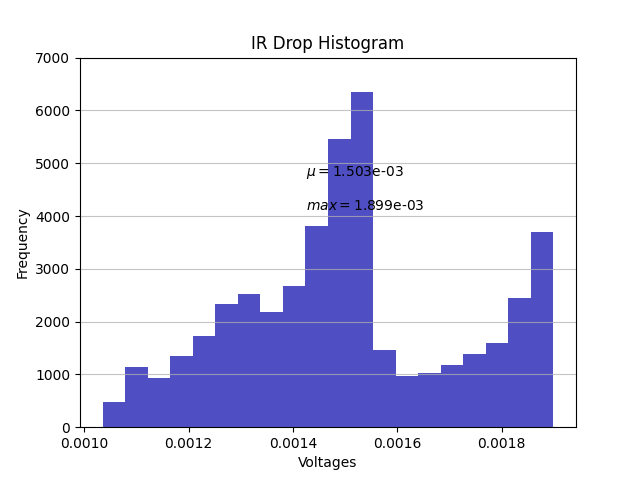 IR Drop Histogram
7000
6000
5000
4000
3000
2000
1000
0
Frequency
μ = 1.503e-03
max = 1.899e-03
0.0010 0.0012 0.0014 0.0016 0.0018
Voltages